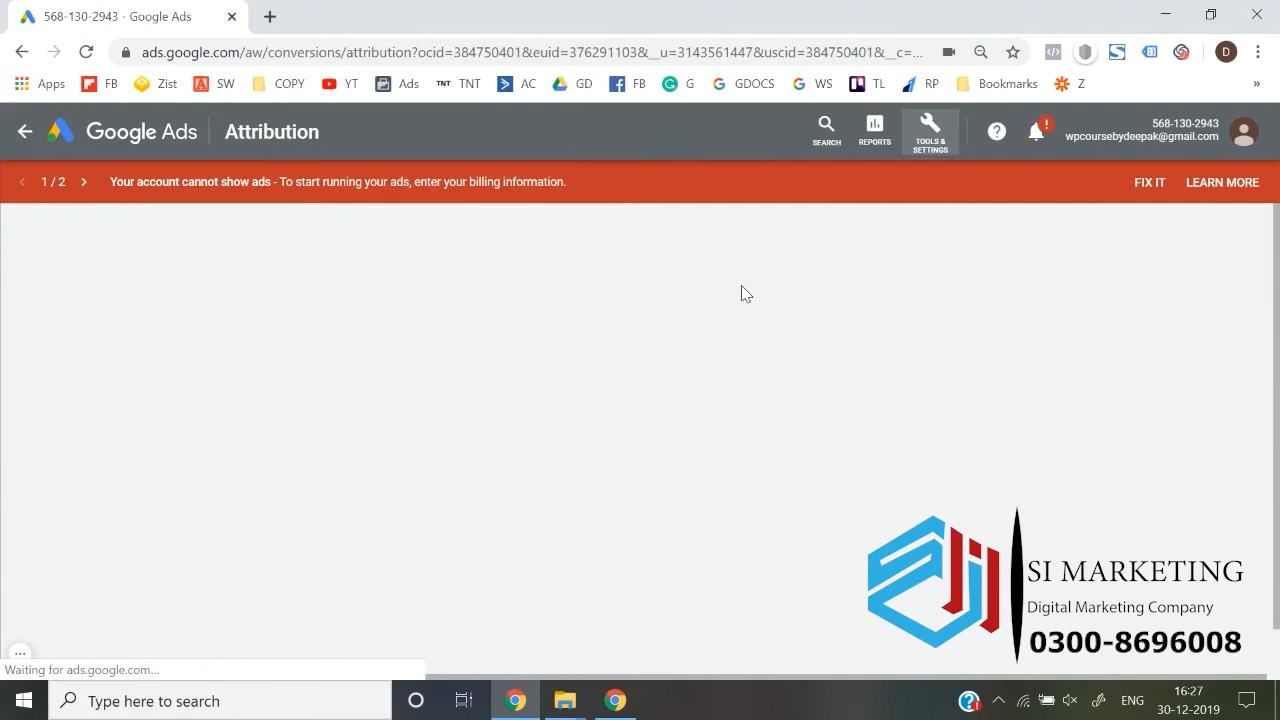 568-130-2943 - Google Ads
ads.google.com/aw/conversions/attribution?ocid=384750401&euid=376291103&__u=3143561447&uscid=384750401&__c=...
D
Apps FB Zist SW COPY YT Ads TNT TNT AC GD FB G GDOCS WS TL RP Bookmarks Z »
Google Ads Attribution
SEARCH
REPORTS
TOOLS &
SETTINGS
568-130-2943
wpcoursebydeepak@gmail.com
1 / 2 Your account cannot show ads - To start running your ads, enter your billing information. FIX IT LEARN MORE
SI MARKETING
Digital Marketing Company
0300-8696008
Waiting for ads.google.com...
Type here to search
ENG
16:27
30-12-2019